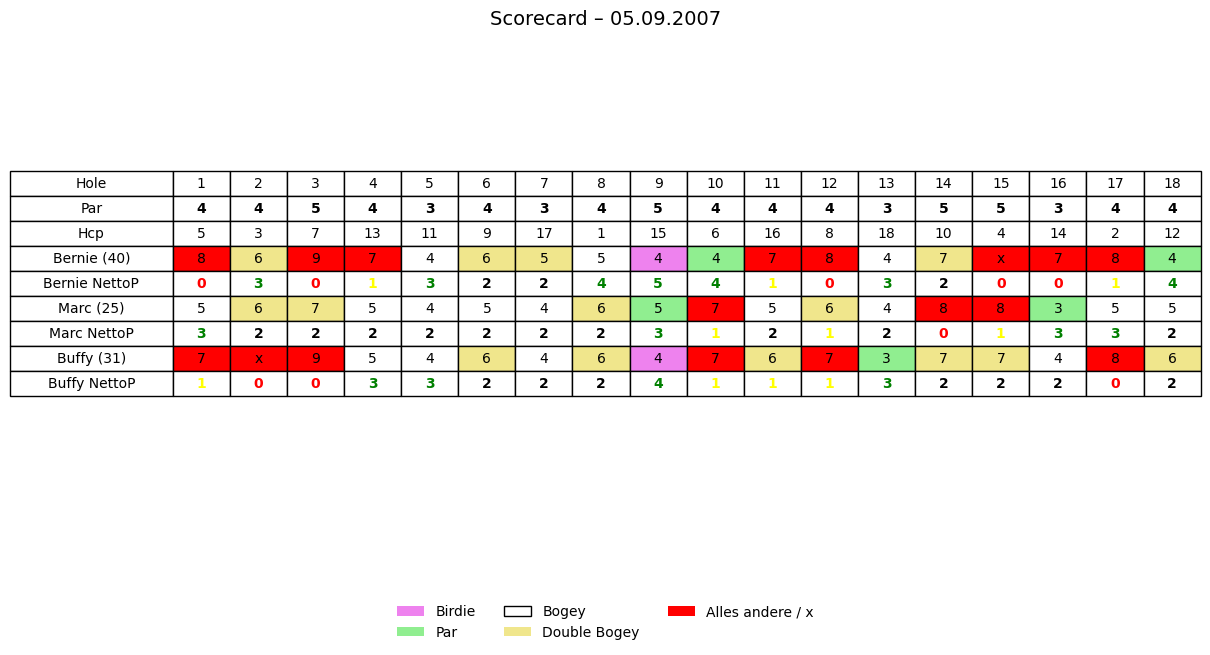 Scorecard – 05.09.2007
Hole 1 2 3 4 5 6 7 8 9 10 11 12 13 14 15 16 17 18
Par 4 4 5 4 3 4 3 4 5 4 4 4 3 5 5 3 4 4
Hcp 5 3 7 13 11 9 17 1 15 6 16 8 18 10 4 14 2 12
Bernie (40) 8 6 9 7 4 6 5 5 4 4 7 8 4 7 x 7 8 4
Bernie NettoP 0 3 0 1 3 2 2 4 5 4 1 0 3 2 0 0 1 4
Marc (25) 5 6 7 5 4 5 4 6 5 7 5 6 4 8 8 3 5 5
Marc NettoP 3 2 2 2 2 2 2 2 3 1 2 1 2 0 1 3 3 2
Buffy (31) 7 x 9 5 4 6 4 6 4 7 6 7 3 7 7 4 8 6
Buffy NettoP 1 0 0 3 3 2 2 2 4 1 1 1 3 2 2 2 0 2
Birdie Bogey Alles andere / x
Par Double Bogey